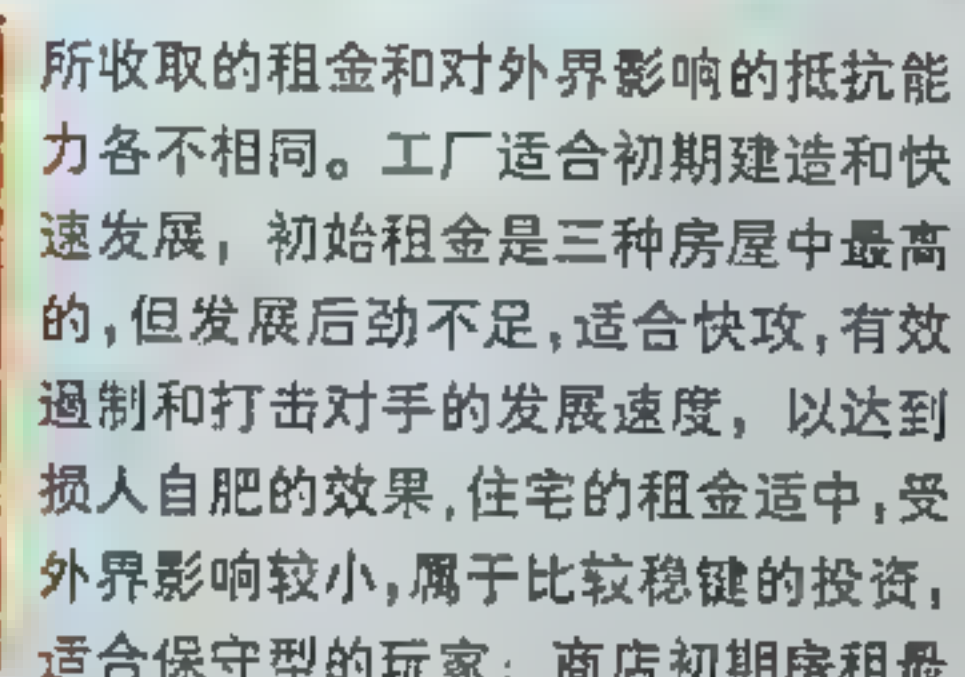 所收取的租金和对外界影响的抵抗能
力各不相同。工厂适合初期建造和快
速发展，初始租金是三种房屋中最高
的，但发展后劲不足，适合快攻，有效
遏制和打击对手的发展速度，以达到
损人自肥的效果，住宅的租金适中，受
外界影响较小，属于比较稳键的投资，
适合保守型的玩家；商店初期房租最